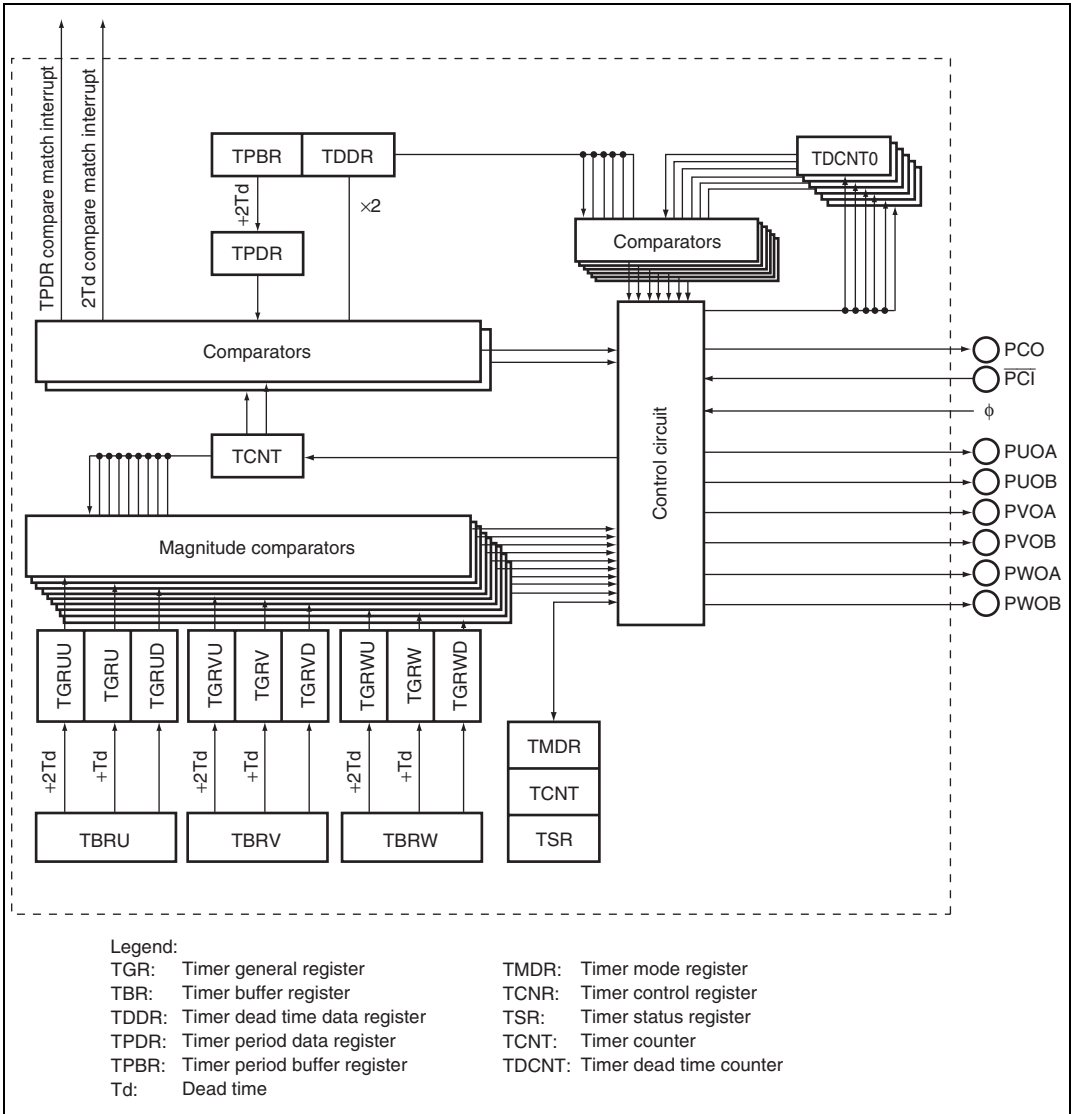 TPDR compare match interrupt
2Td compare match interrupt
TPBR
TDDR
TDCNT0
+2Td
×2
Comparators
TPDR
Comparators
PCO
PCI
ϕ
Control circuit
TCNT
PUOA
PUOB
PVOA
PVOB
PWOA
PWOB
Magnitude comparators
TGRUU
TGRU
TGRUD
TGRVU
TGRV
TGRVD
TGRWU
TGRW
TGRWD
+2Td
+Td
+2Td
+Td
+2Td
+Td
TMDR
TCNT
TSR
TBRU
TBRV
TBRW
Legend:
TGR: Timer general register
TBR: Timer buffer register
TDDR: Timer dead time data register
TPDR: Timer period data register
TPBR: Timer period buffer register
Td: Dead time
TMDR: Timer mode register
TCNR: Timer control register
TSR: Timer status register
TCNT: Timer counter
TDCNT: Timer dead time counter